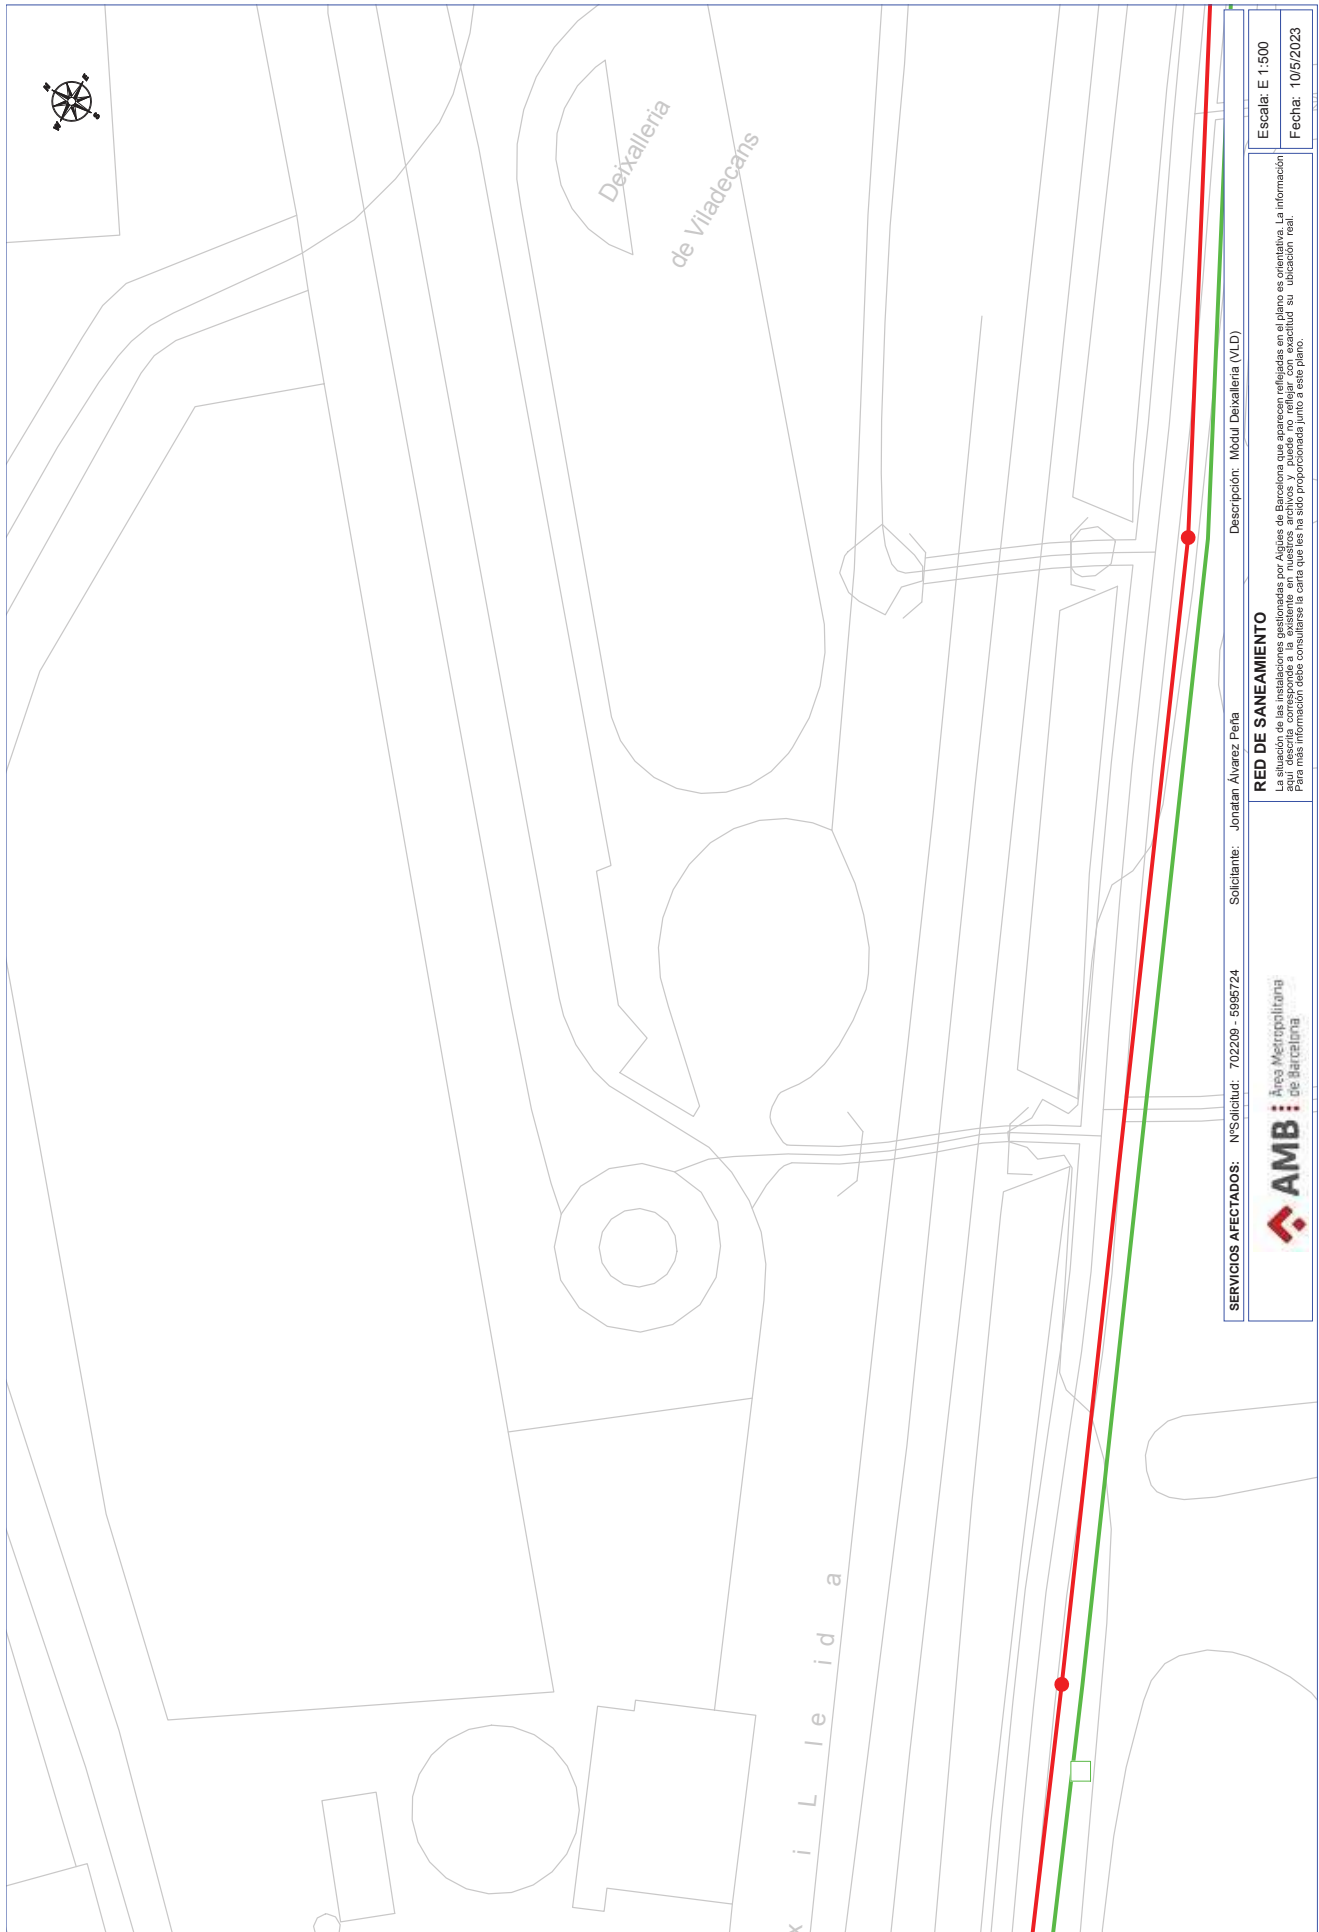 Deixalleria
de Viladecans
x i L l e i d a
SERVICIOS AFECTADOS: NºSolicitud: 702209 - 5995724 Solicitante: Jonatan Álvarez Peña Descripción: Mòdul Deixalleria (VLD)
AMB Àrea Metropolitana
de Barcelona
RED DE SANEAMIENTO
La situación de las instalaciones gestionadas por Aigües de Barcelona que aparecen reflejadas en el plano es orientativa. La información
aquí descrita corresponde a la existente en nuestros archivos y puede no reflejar con exactitud su ubicación real.
Para más información debe consultarse la carta que les ha sido proporcionada junto a este plano.
Escala: E 1:500
Fecha: 10/5/2023